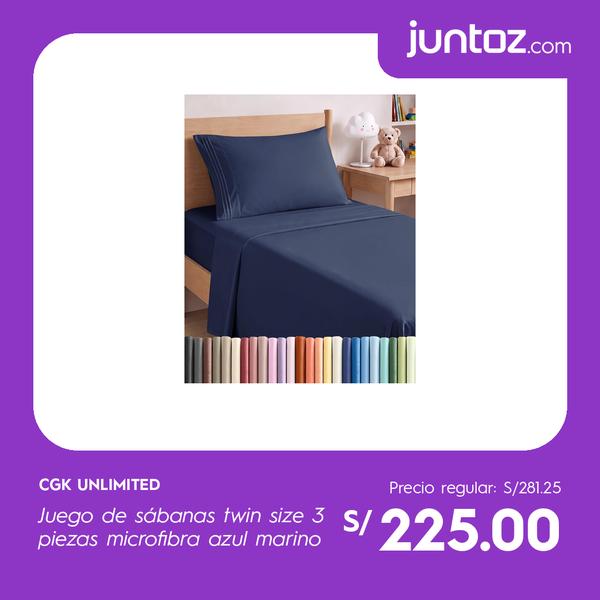 juntoz.com
CGK UNLIMITED
Juego de sábanas twin size 3
piezas microfibra azul marino
Precio regular: S/281.25
S/ 225.00